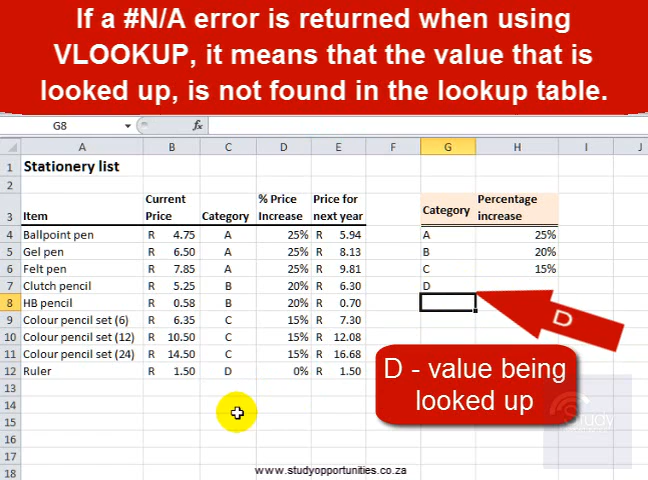 If a #N/A error is returned when using
VLOOKUP, it means that the value that is
looked up, is not found in the lookup table.
G8 fx
A B C D E F G H I J
1 Stationery list
2
3 Item Current Price Category % Price Increase Price for next year Category Percentage increase
4 Ballpoint pen R 4.75 A 25% R 5.94 A 25%
5 Gel pen R 6.50 A 25% R 8.13 B 20%
6 Felt pen R 7.85 A 25% R 9.81 C 15%
7 Clutch pencil R 5.25 B 20% R 6.30 D
8 HB pencil R 0.58 B 20% R 0.70
9 Colour pencil set (6) R 6.35 C 15% R 7.30
10 Colour pencil set (12) R 10.50 C 15% R 12.08
11 Colour pencil set (24) R 14.50 C 15% R 16.68
12 Ruler R 1.50 D 0% R 1.50
13
14
15
16
17
18
D
D - value being
looked up
Study
www.studyopportunities.co.za